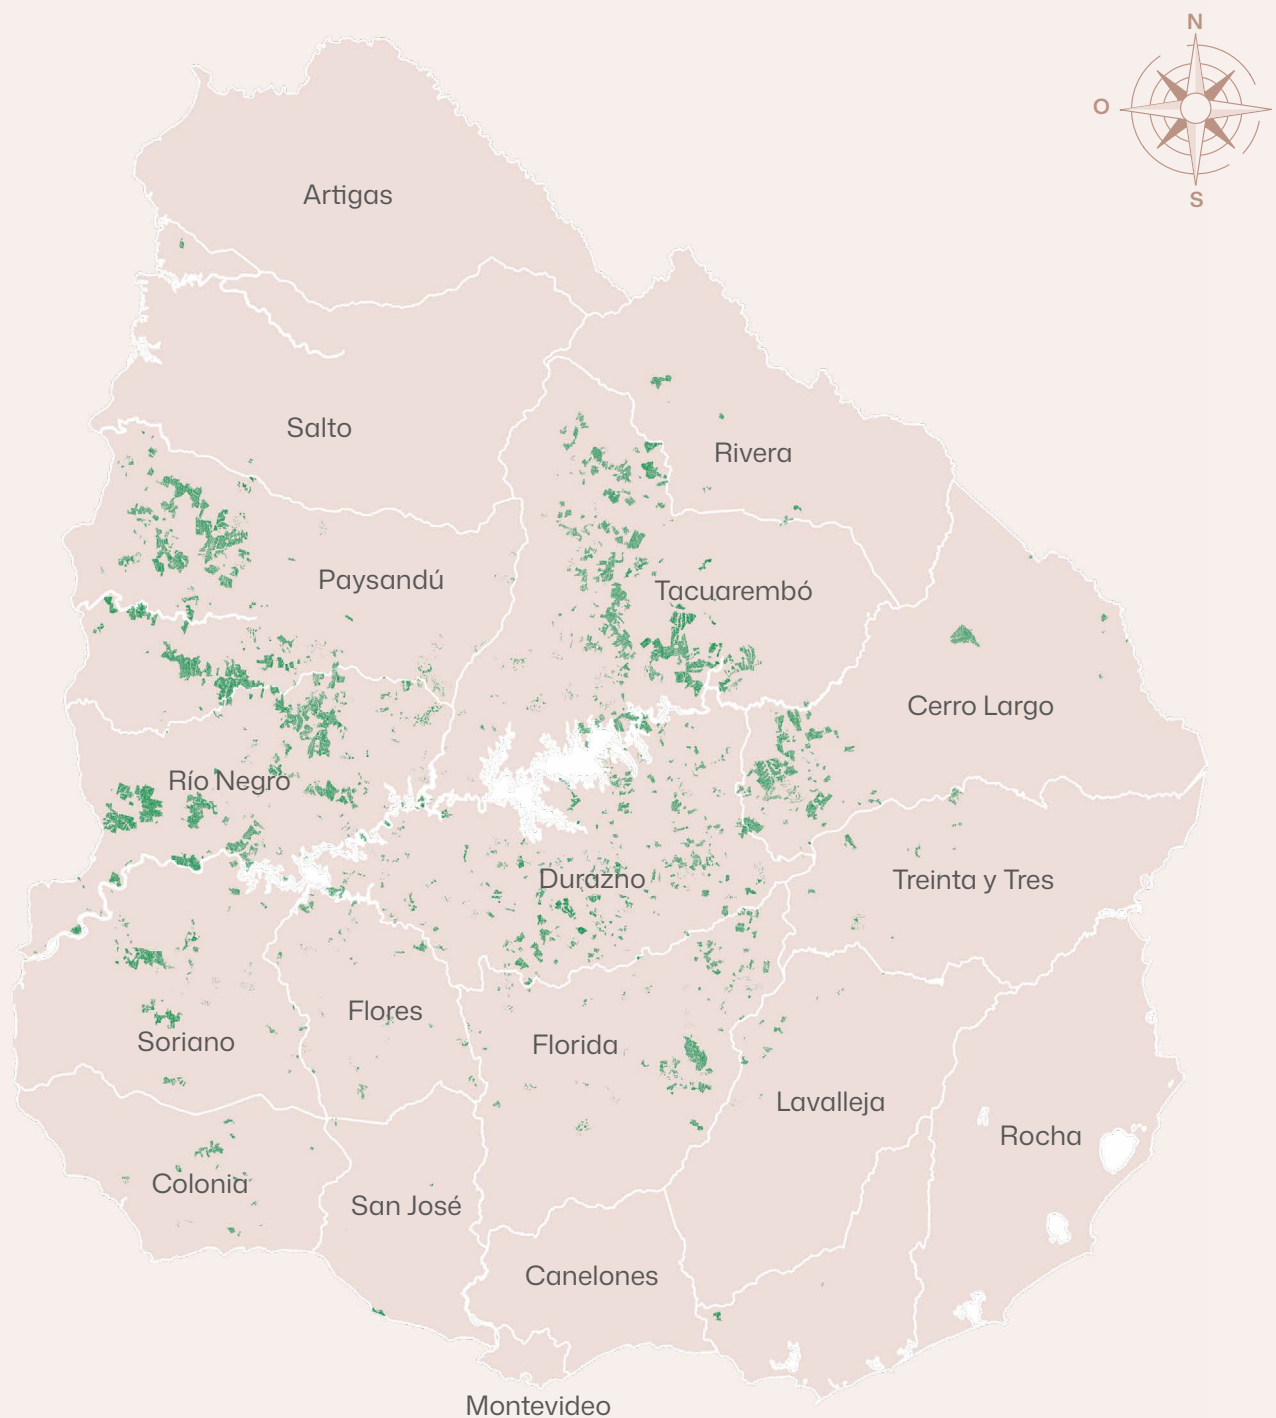 N
O
S
Artigas
Salto
Rivera
Paysandú
Tacuarembó
Cerro Largo
Río Negro
Durazno
Treinta y Tres
Flores
Soriano
Florida
Lavalleja
Rocha
Colonia
San José
Canelones
Montevideo